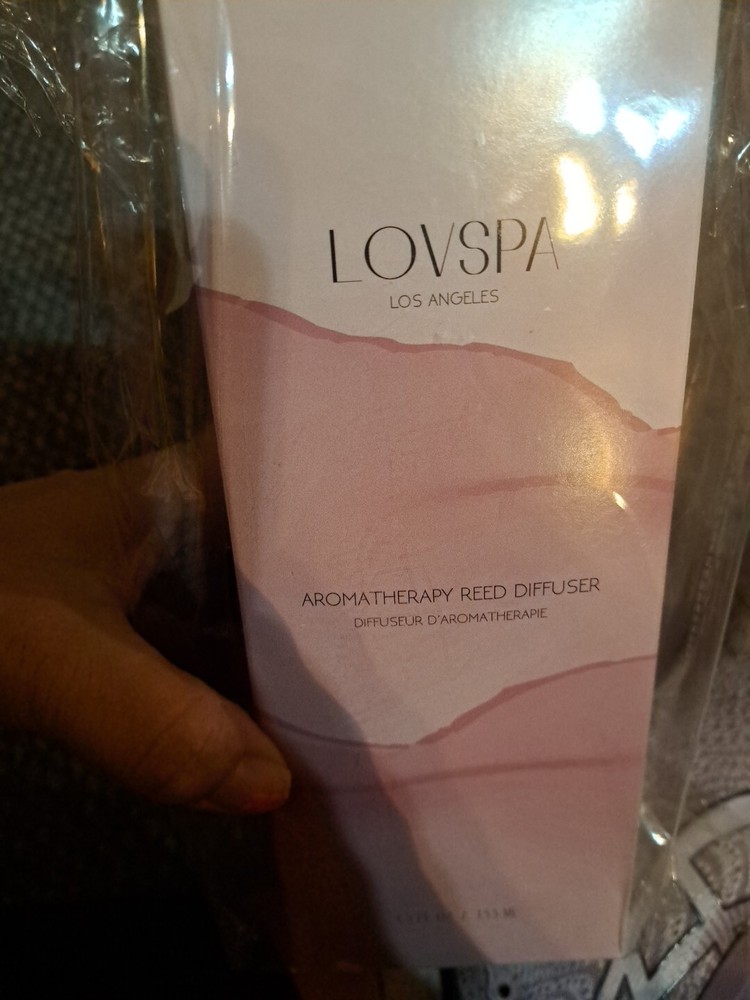 LOVSPA
LOS ANGELES
AROMATHERAPY REED DIFFUSER
DIFFUSEUR D'AROMATHERAPIE